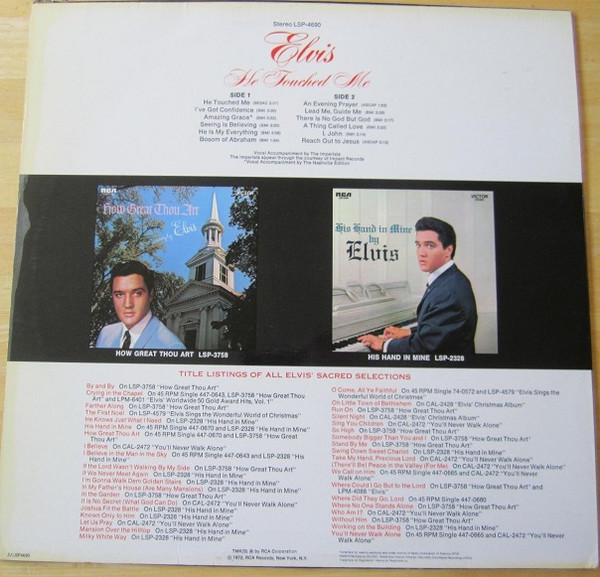 Stereo LSP-4690
Elvis
He Touched Me
SIDE 1
He Touched Me
I've Got Confidence
Amazing Grace*
Seeing Is Believing
He Is My Everything
Bosom of Abraham
SIDE 2
An Evening Prayer
Lead Me, Guide Me
There Is No God But God
A Thing Called Love
I, John
Reach Out to Jesus
Vocal Accompaniment by The Imperials
The Imperials appear through the courtesy of Impact Records
*Vocal Accompaniment by The Nashville Edition
RCA VICTOR
How Great Thou Art
Elvis
HOW GREAT THOU ART LSP-3758
RCA VICTOR
His Hand in Mine
by
Elvis
HIS HAND IN MINE LSP-2328
TITLE LISTINGS OF ALL ELVIS' SACRED SELECTIONS
By and By On LSP-3758 "How Great Thou Art"
Crying in the Chapel On 45 RPM Single 447-0643, LSP-3758 "How Great Thou
Art" and LPM-6401 "Elvis' Worldwide 50 Gold Award Hits, Vol. 1"
Farther Along On LSP-3758 "How Great Thou Art"
The First Noel On LSP-4579 "Elvis Sings the Wonderful World of Christmas"
He Knows Just What I Need On LSP-2328 "His Hand in Mine"
His Hand in Mine On 45 RPM Single 447-0670 and LSP-2328 "His Hand in Mine"
How Great Thou Art On 45 RPM Single 447-0670 and LSP-3758 "How Great
Thou Art"
I Believe On CAL-2472 "You'll Never Walk Alone"
I Believe in the Man in the Sky On 45 RPM Single 447-0643 and LSP-2328 "His
Hand in Mine"
If the Lord Wasn't Walking By My Side On LSP-3758 "How Great Thou Art"
If We Never Meet Again On LSP-2328 "His Hand in Mine"
I'm Gonna Walk Dem Golden Stairs On LSP-2328 "His Hand in Mine"
In My Father's House (Are Many Mansions) On LSP-2328 "His Hand in Mine"
In the Garden On LSP-3758 "How Great Thou Art"
It Is No Secret (What God Can Do) On CAL-2472 "You'll Never Walk Alone"
Joshua Fit the Battle On LSP-2328 "His Hand in Mine"
Known Only to Him On LSP-2328 "His Hand in Mine"
Let Us Pray On CAL-2472 "You'll Never Walk Alone"
Mansion Over the Hilltop On LSP-2328 "His Hand in Mine"
Milky White Way On LSP-2328 "His Hand in Mine"
O Come, All Ye Faithful On 45 RPM Single 74-0572 and LSP-4579 "Elvis Sings the
Wonderful World of Christmas"
Oh Little Town of Bethlehem On CAL-2428 "Elvis' Christmas Album"
Run On On LSP-3758 "How Great Thou Art"
Silent Night On CAL-2428 "Elvis' Christmas Album"
Sing You Children On CAL-2472 "You'll Never Walk Alone"
So High On LSP-3758 "How Great Thou Art"
Somebody Bigger Than You and I On LSP-3758 "How Great Thou Art"
Stand By Me On LSP-3758 "How Great Thou Art"
Swing Down Sweet Chariot On LSP-2328 "His Hand in Mine"
Take My Hand, Precious Lord On CAL-2472 "You'll Never Walk Alone"
(There'll Be) Peace in the Valley (For Me) On CAL-2472 "You'll Never Walk Alone"
We Call on Him On 45 RPM Single 447-0665 and CAL-2472 "You'll Never
Walk Alone"
Where Could I Go But to the Lord On LSP-3758 "How Great Thou Art" and
LPM-4088 "Elvis"
Where Did They Go, Lord On 45 RPM Single 447-0680
Where No One Stands Alone On LSP-3758 "How Great Thou Art"
Who Am I? On CAL-2472 "You'll Never Walk Alone"
Without Him On LSP-3758 "How Great Thou Art"
Working on the Building On LSP-2328 "His Hand in Mine"
You'll Never Walk Alone On 45 RPM Single 447-0665 and CAL-2472 "You'll Never
Walk Alone"
TMK(S) ® by RCA Corporation
© 1972, RCA Records, New York, N.Y.